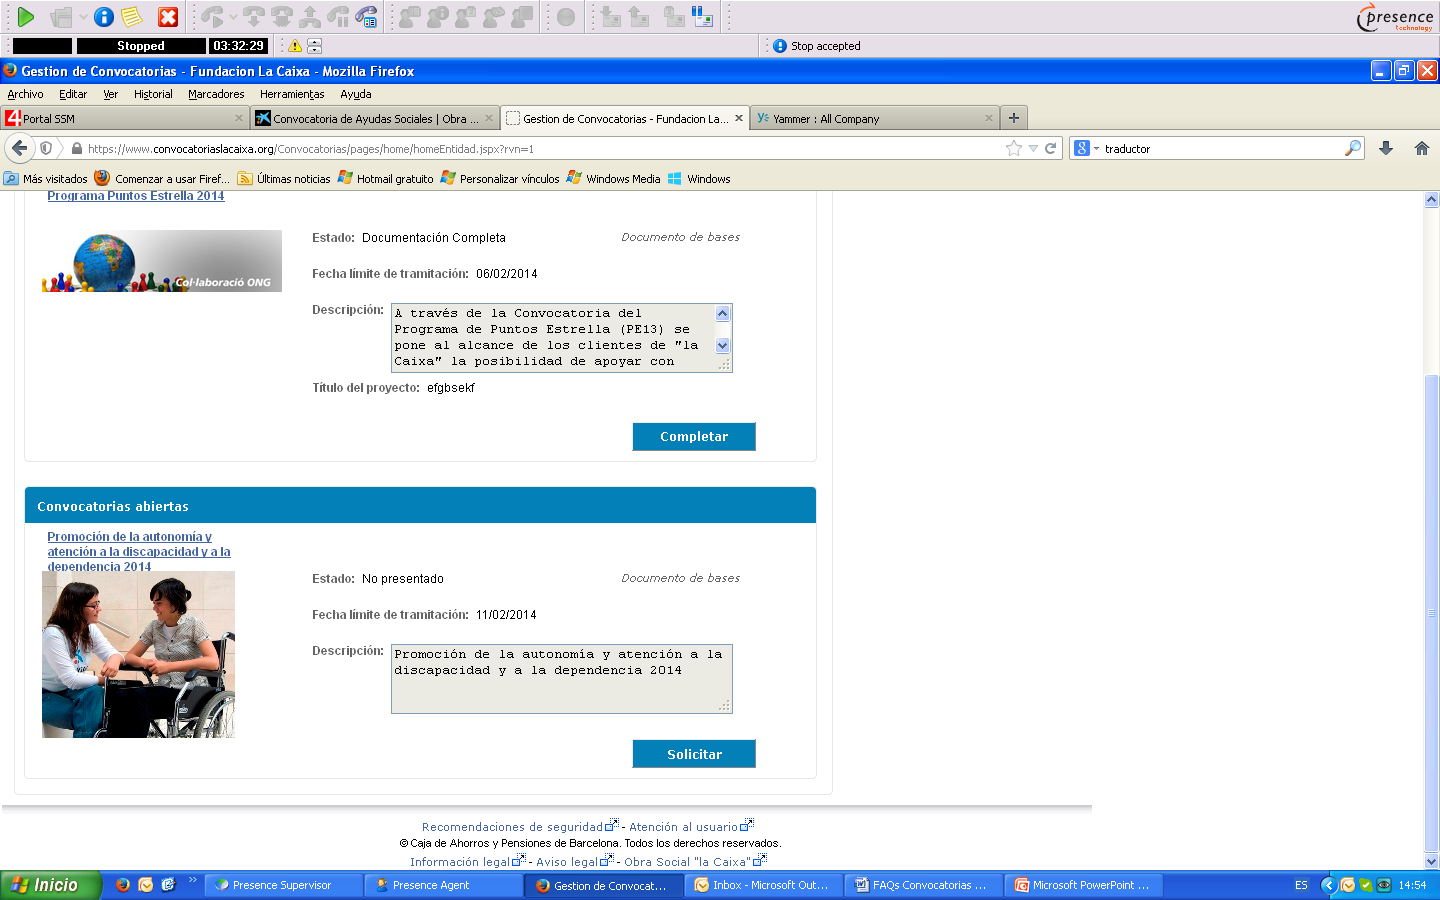 presence
technology
Stopped 03:32:29 Stop accepted
Gestion de Convocatorias - Fundacion La Caixa - Mozilla Firefox
Archivo Editar Ver Historial Marcadores Herramientas Ayuda
4 Portal SSM Convocatoria de Ayudas Sociales | Obra ... Gestion de Convocatorias - Fundacion La... Yammer : All Company
https://www.convocatoriaslacaixa.org/Convocatorias/pages/home/homeEntidad.jspx?rvn=1 traductor
Más visitados Comenzar a usar Firef... Últimas noticias Hotmail gratuito Personalizar vínculos Windows Media Windows
Programa Puntos Estrella 2014
Col·laboració ONG
Estado: Documentación Completa Documento de bases
Fecha límite de tramitación: 06/02/2014
Descripción: A través de la Convocatoria del
Programa de Puntos Estrella (PE13) se
pone al alcance de los clientes de "la
Caixa" la posibilidad de apoyar con
Título del proyecto: efgbsekf
Completar
Convocatorias abiertas
Promoción de la autonomía y
atención a la discapacidad y a la
dependencia 2014
Estado: No presentado Documento de bases
Fecha límite de tramitación: 11/02/2014
Descripción: Promoción de la autonomía y atención a la
discapacidad y a la dependencia 2014
Solicitar
Recomendaciones de seguridad - Atención al usuario
© Caja de Ahorros y Pensiones de Barcelona. Todos los derechos reservados.
Información legal - Aviso legal - Obra Social "la Caixa"
Inicio Presence Supervisor Presence Agent Gestion de Convocat... Inbox - Microsoft Out... FAQs Convocatorias ... Microsoft PowerPoint ... ES 14:54